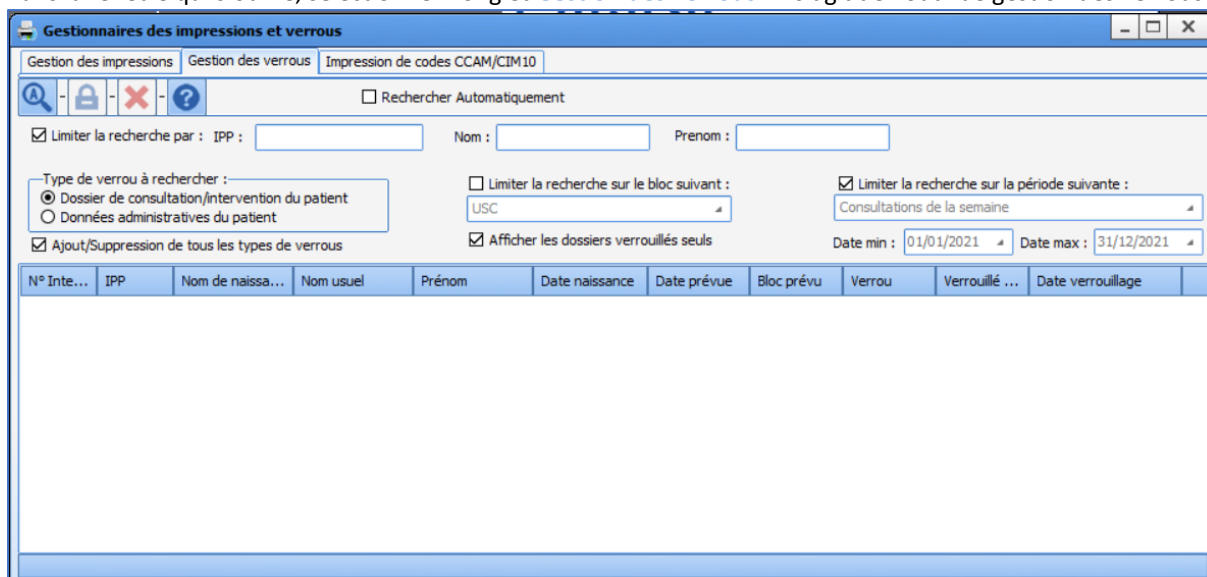 Gestionnaires des impressions et verrous
Gestion des impressions Gestion des verrous Impression de codes CCAM/CIM10
- - - Rechercher Automatiquement
Limiter la recherche par : IPP : Nom : Prenom :
Type de verrou à rechercher : Limiter la recherche sur le bloc suivant : Limiter la recherche sur la période suivante :
Dossier de consultation/intervention du patient USC Consultations de la semaine
Données administratives du patient
Ajout/Suppression de tous les types de verrous Afficher les dossiers verrouillés seuls Date min : 01/01/2021 Date max : 31/12/2021
N° Inte... IPP Nom de naissa... Nom usuel Prénom Date naissance Date prévue Bloc prévu Verrou Verrouillé ... Date verrouillage